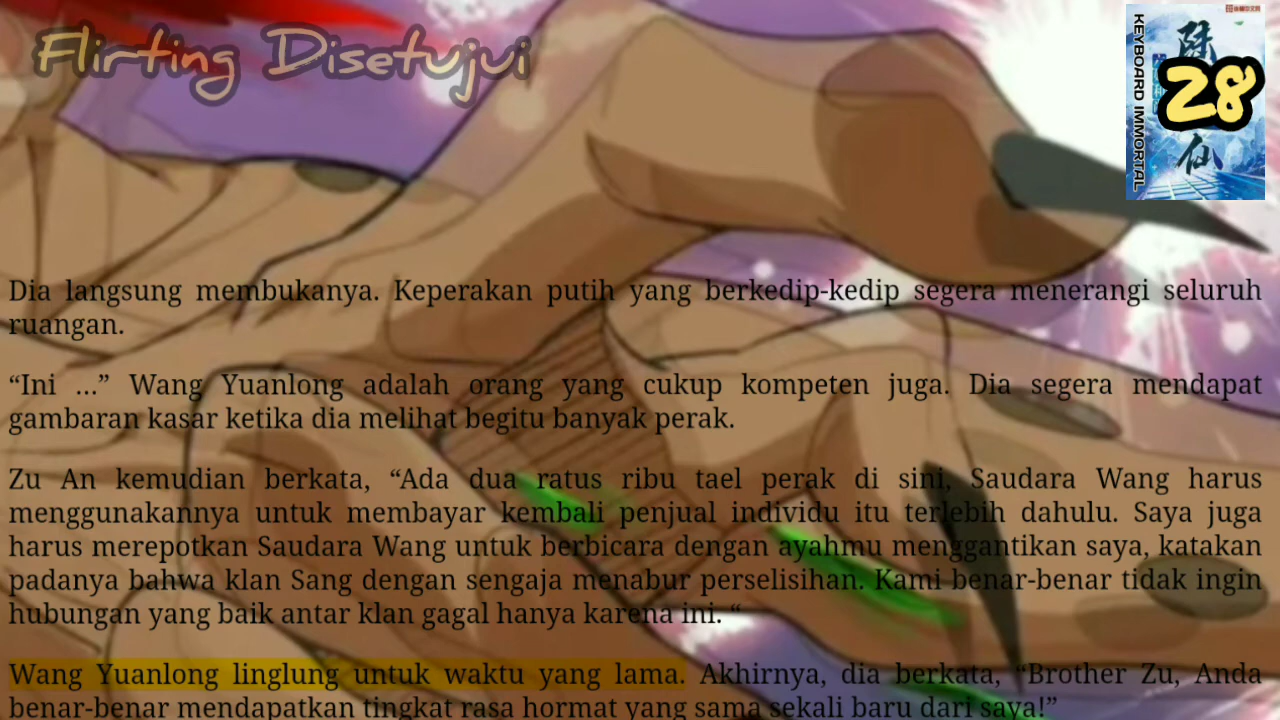 Flirting Disetujui
KEYBOARD IMMORTAL
28
仙
Dia langsung membukanya. Keperakan putih yang berkedip-kedip segera menerangi seluruh
ruangan.
“Ini ...” Wang Yuanlong adalah orang yang cukup kompeten juga. Dia segera mendapat
gambaran kasar ketika dia melihat begitu banyak perak.
Zu An kemudian berkata, “Ada dua ratus ribu tael perak di sini, Saudara Wang harus
menggunakannya untuk membayar kembali penjual individu itu terlebih dahulu. Saya juga
harus merepotkan Saudara Wang untuk berbicara dengan ayahmu menggantikan saya, katakan
padanya bahwa klan Sang dengan sengaja menabur perselisihan. Kami benar-benar tidak ingin
hubungan yang baik antar klan gagal hanya karena ini. “
Wang Yuanlong linglung untuk waktu yang lama. Akhirnya, dia berkata, “Brother Zu, Anda
benar-benar mendapatkan tingkat rasa hormat yang sama sekali baru dari saya!”